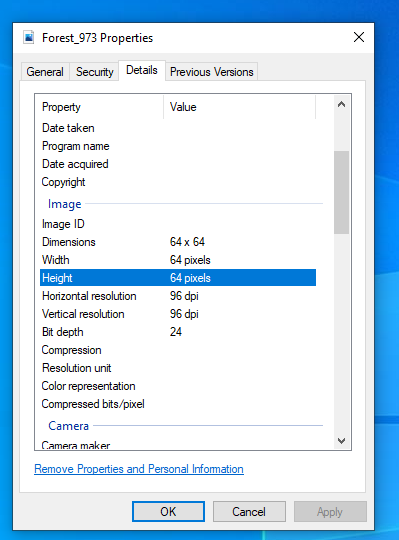 Forest_973 Properties
General Security Details Previous Versions
Property Value
Date taken
Program name
Date acquired
Copyright
Image
Image ID
Dimensions 64 x 64
Width 64 pixels
Height 64 pixels
Horizontal resolution 96 dpi
Vertical resolution 96 dpi
Bit depth 24
Compression
Resolution unit
Color representation
Compressed bits/pixel
Camera
Camera maker
Remove Properties and Personal Information
OK Cancel Apply